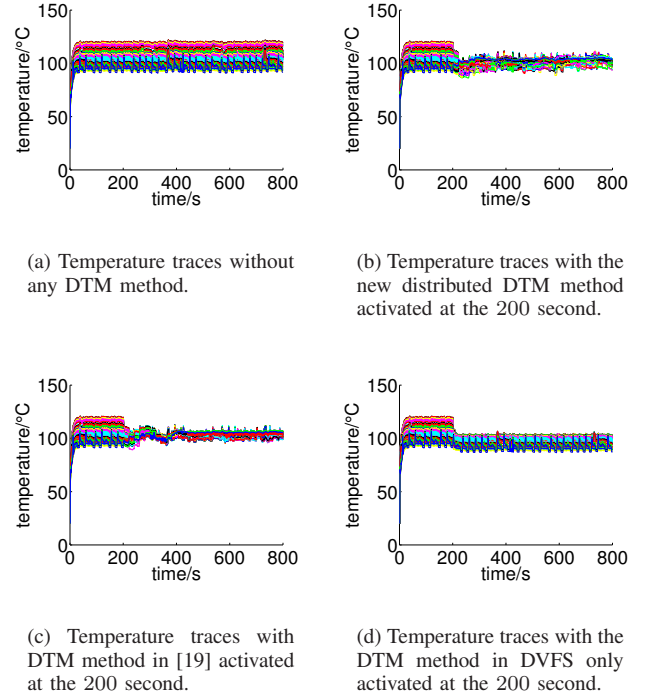 150
100
50
0
temperature/°C
0 200 400 600 800
time/s
(a) Temperature traces without
any DTM method.
150
100
50
0
temperature/°C
0 200 400 600 800
time/s
(b) Temperature traces with the
new distributed DTM method
activated at the 200 second.
150
100
50
0
temperature/°C
0 200 400 600 800
time/s
(c) Temperature traces with
DTM method in [19] activated
at the 200 second.
150
100
50
0
temperature/°C
0 200 400 600 800
time/s
(d) Temperature traces with the
DTM method in DVFS only
activated at the 200 second.